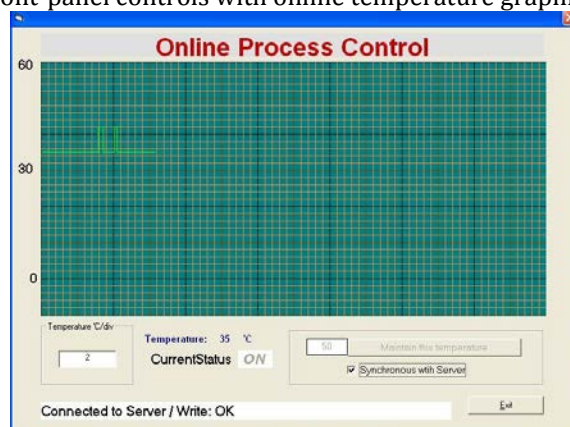 ont-panel controls with online temperature graph
Online Process Control
60
30
0
Temperature ℃/div
2
Temperature: 35 ℃
CurrentStatus ON
50 Maintain this temperature
Synchronous wtih Server
Connected to Server / Write: OK
Exit